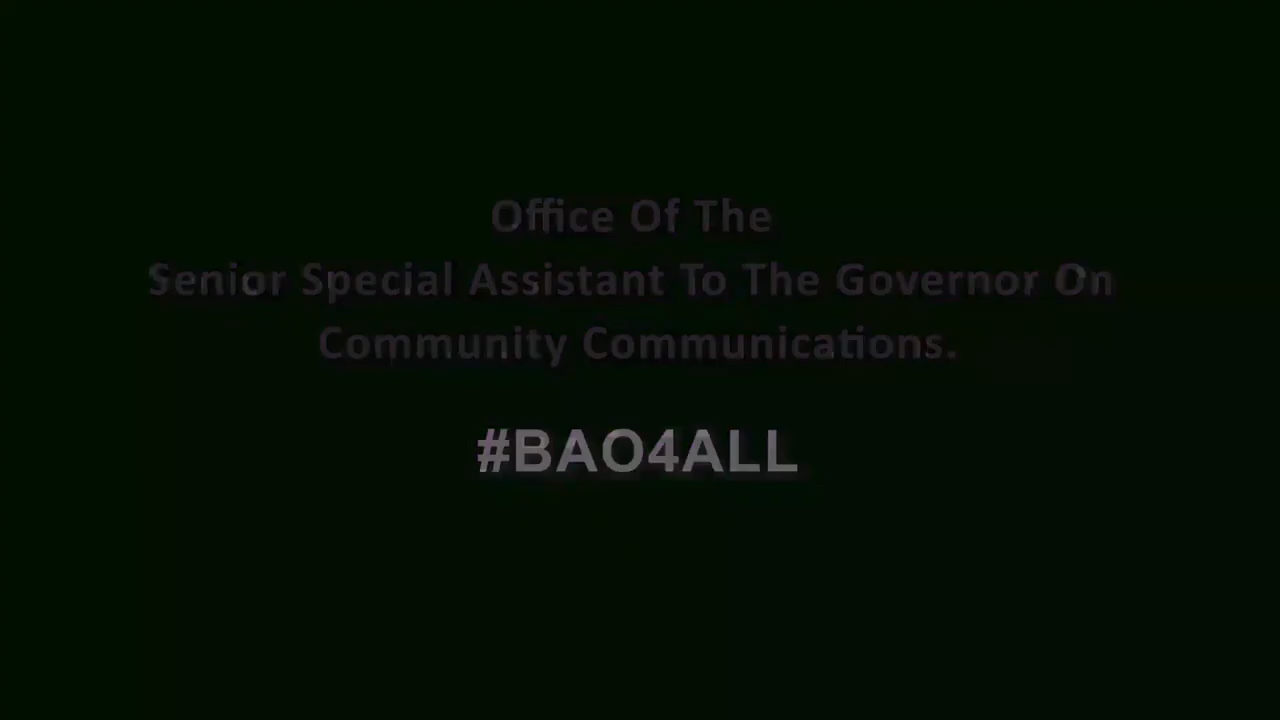 Office Of The
Senior Special Assistant To The Governor On
Community Communications.
#BAO4ALL